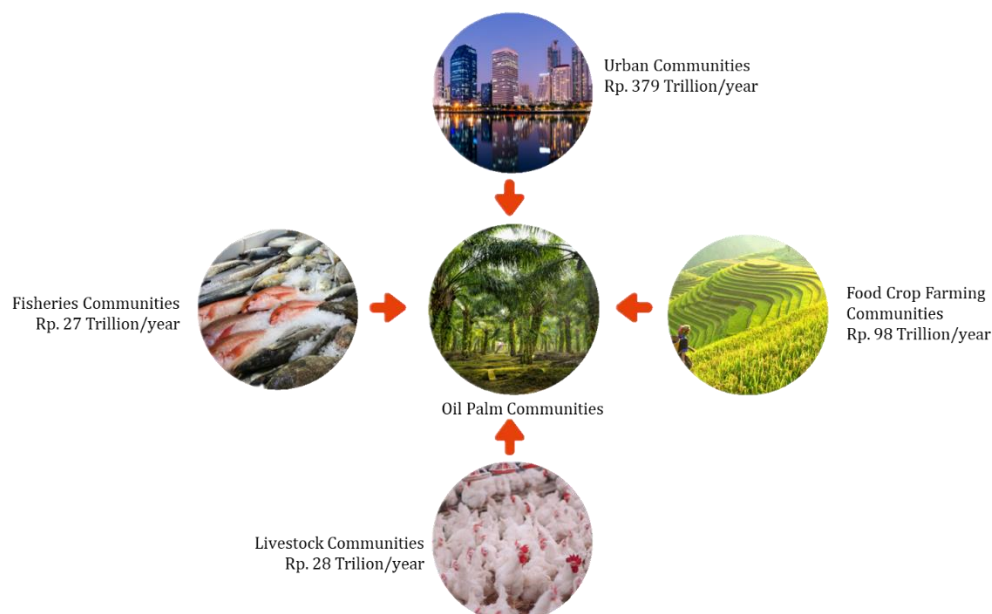 Urban Communities
Rp. 379 Trillion/year
Fisheries Communities
Rp. 27 Trillion/year
Food Crop Farming
Communities
Rp. 98 Trillion/year
Oil Palm Communities
Livestock Communities
Rp. 28 Trilion/year